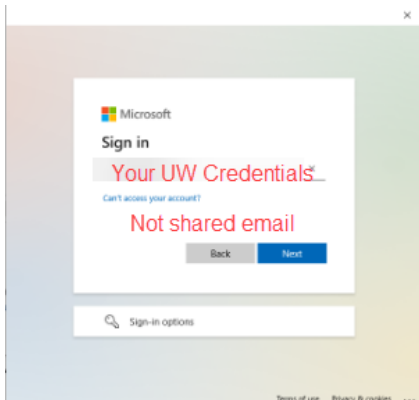 Microsoft
Sign in
Your UW Credentials
Can't access your account?
Not shared email
Back Next
Sign-in options
Terms of use Privacy & cookies